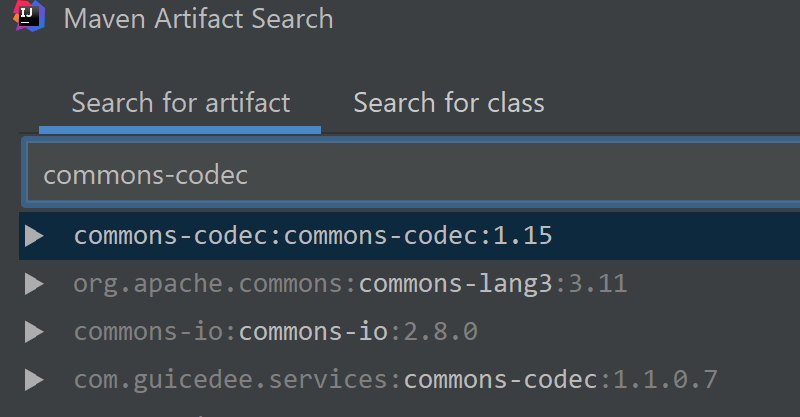 IJ
Maven Artifact Search
Search for artifact Search for class
commons-codec
commons-codec:commons-codec:1.15
org.apache.commons:commons-lang3:3.11
commons-io:commons-io:2.8.0
com.guicedee.services:commons-codec:1.1.0.7